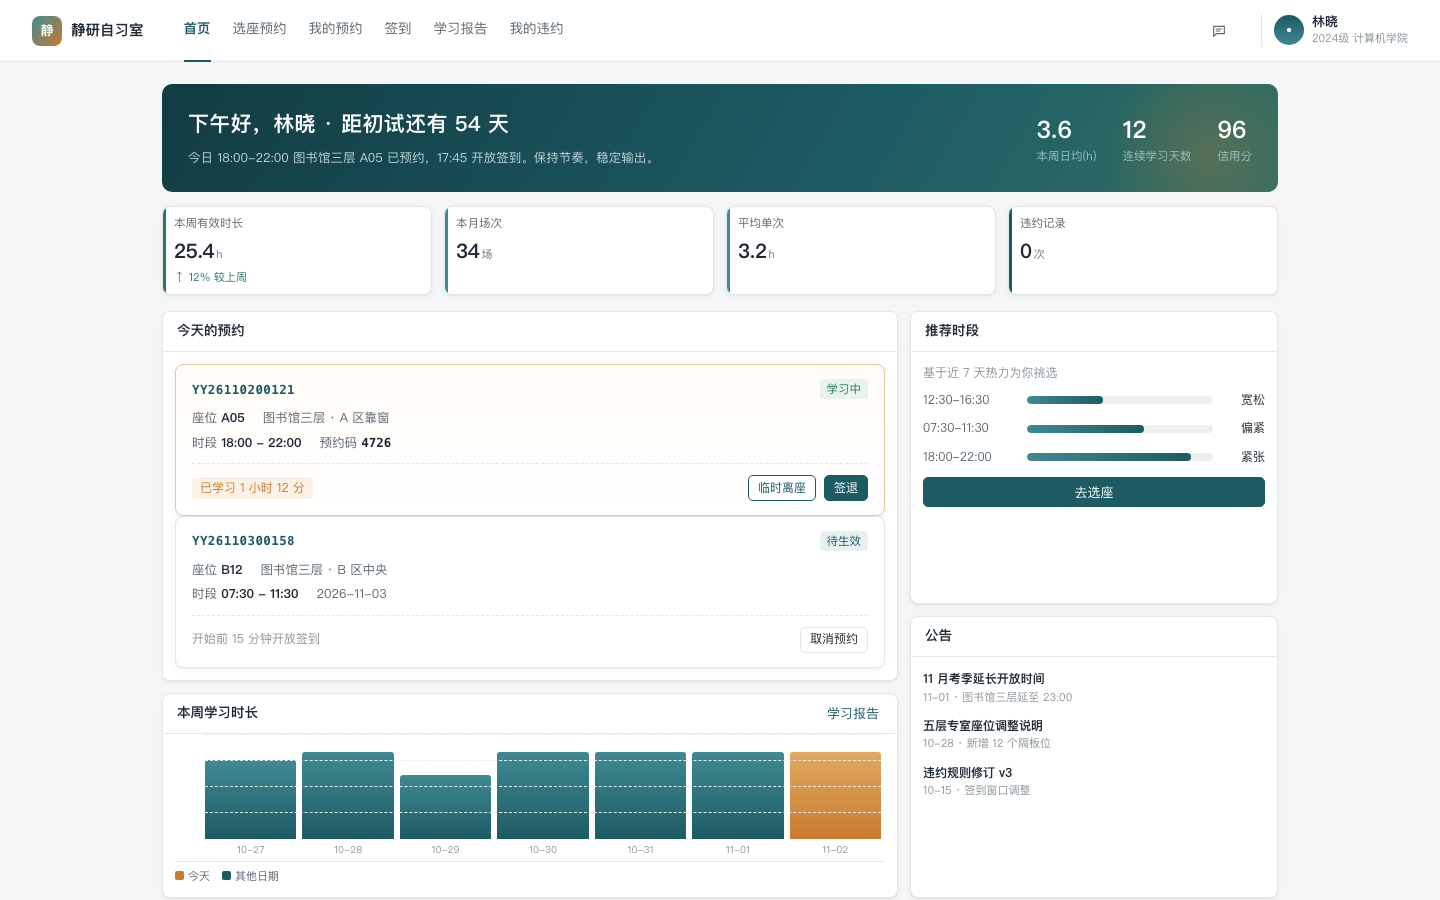 静 静研自习室 首页 选座预约 我的预约 签到 学习报告 我的违约
林晓
2024级 计算机学院
下午好，林晓 · 距初试还有 54 天
今日 18:00–22:00 图书馆三层 A05 已预约，17:45 开放签到。保持节奏，稳定输出。
3.6 12 96
本周日均(h) 连续学习天数 信用分
本周有效时长
25.4h
↑ 12% 较上周
本月场次
34场
平均单次
3.2h
违约记录
0次
今天的预约
YY26110200121 学习中
座位 A05 图书馆三层 · A 区靠窗
时段 18:00 – 22:00 预约码 4726
已学习 1 小时 12 分 临时离座 签退
YY26110300158 待生效
座位 B12 图书馆三层 · B 区中央
时段 07:30 – 11:30 2026-11-03
开始前 15 分钟开放签到 取消预约
推荐时段
基于近 7 天热力为你挑选
12:30–16:30 宽松
07:30–11:30 偏紧
18:00–22:00 紧张
去选座
本周学习时长 学习报告
10-27 10-28 10-29 10-30 10-31 11-01 11-02
今天 其他日期
公告
11 月考季延长开放时间
11-01 · 图书馆三层延至 23:00
五层专室座位调整说明
10-28 · 新增 12 个隔板位
违约规则修订 v3
10-15 · 签到窗口调整